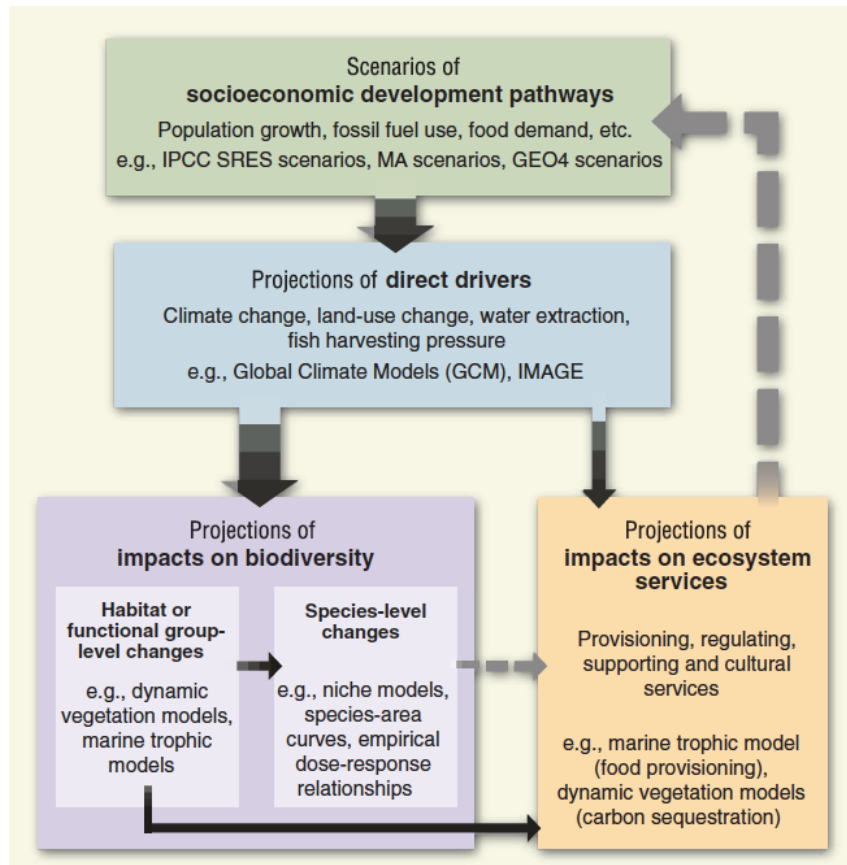 Scenarios of
socioeconomic development pathways
Population growth, fossil fuel use, food demand, etc.
e.g., IPCC SRES scenarios, MA scenarios, GEO4 scenarios
Projections of direct drivers
Climate change, land-use change, water extraction,
fish harvesting pressure
e.g., Global Climate Models (GCM), IMAGE
Projections of
impacts on biodiversity
Habitat or
functional group-
level changes
e.g., dynamic
vegetation models,
marine trophic
models
Species-level
changes
e.g., niche models,
species-area
curves, empirical
dose-response
relationships
Projections of
impacts on ecosystem
services
Provisioning, regulating,
supporting and cultural
services
e.g., marine trophic model
(food provisioning),
dynamic vegetation models
(carbon sequestration)